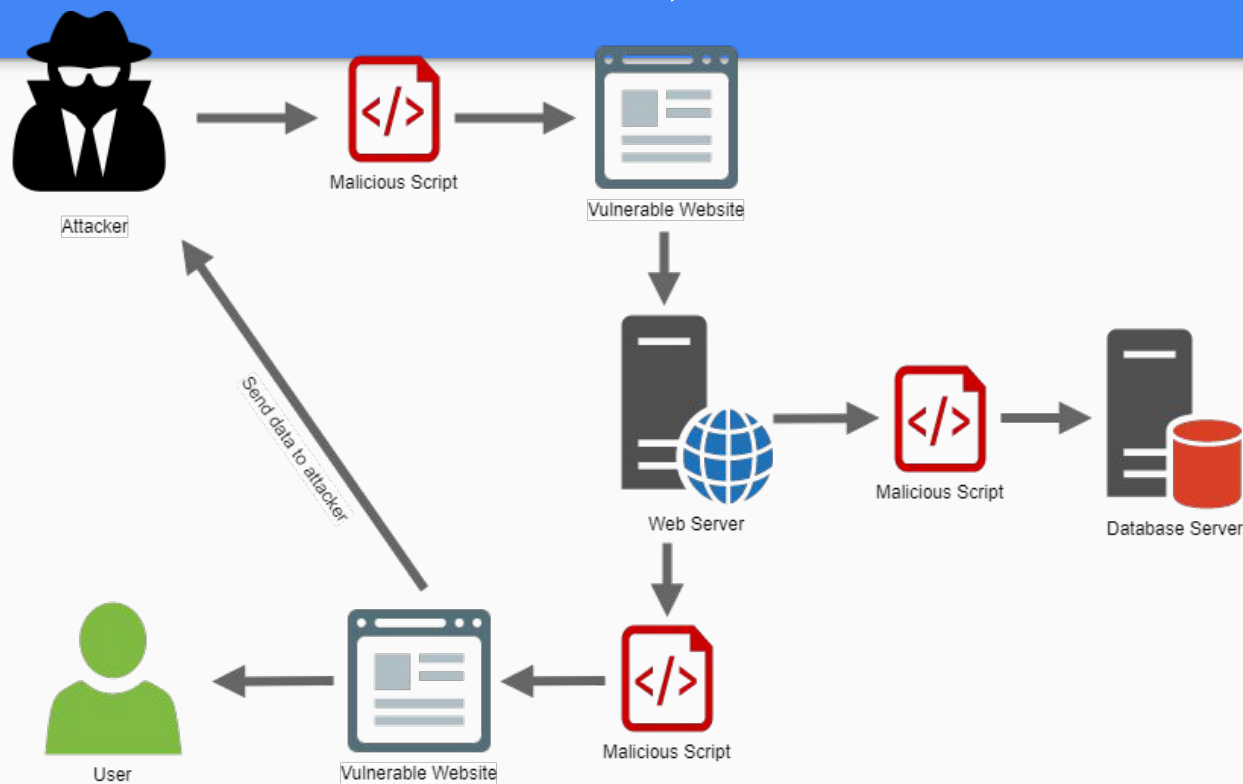 </>
Malicious Script
Vulnerable Website
Attacker
Send data to attacker
</>
Web Server
Malicious Script
Database Server
</>
Malicious Script
User
Vulnerable Website